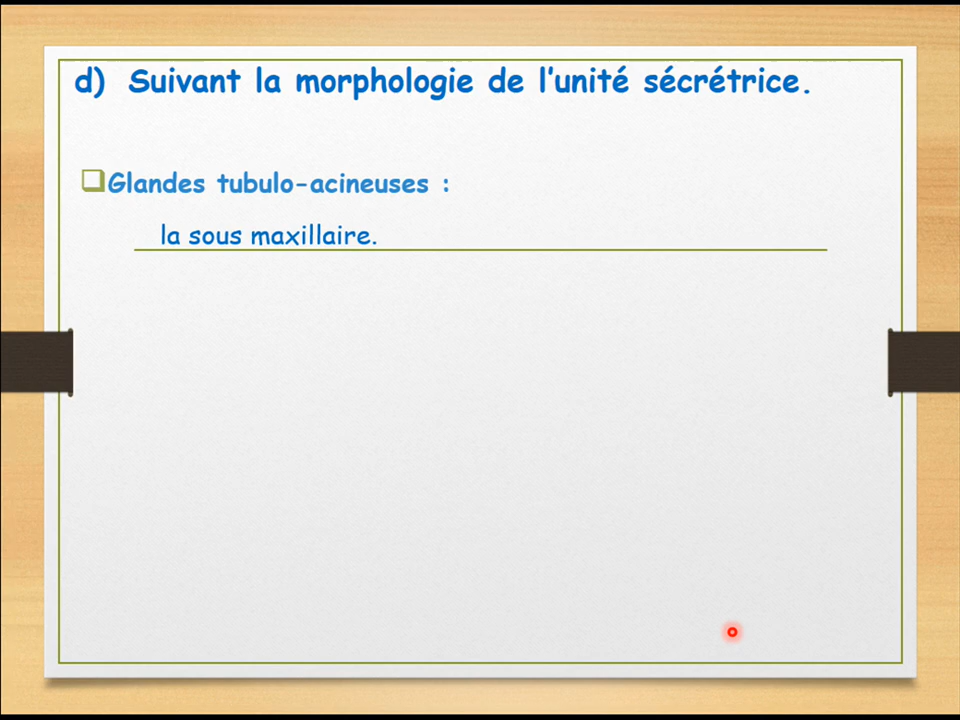 d) Suivant la morphologie de l’unité sécrétrice.
Glandes tubulo-acineuses :
la sous maxillaire.